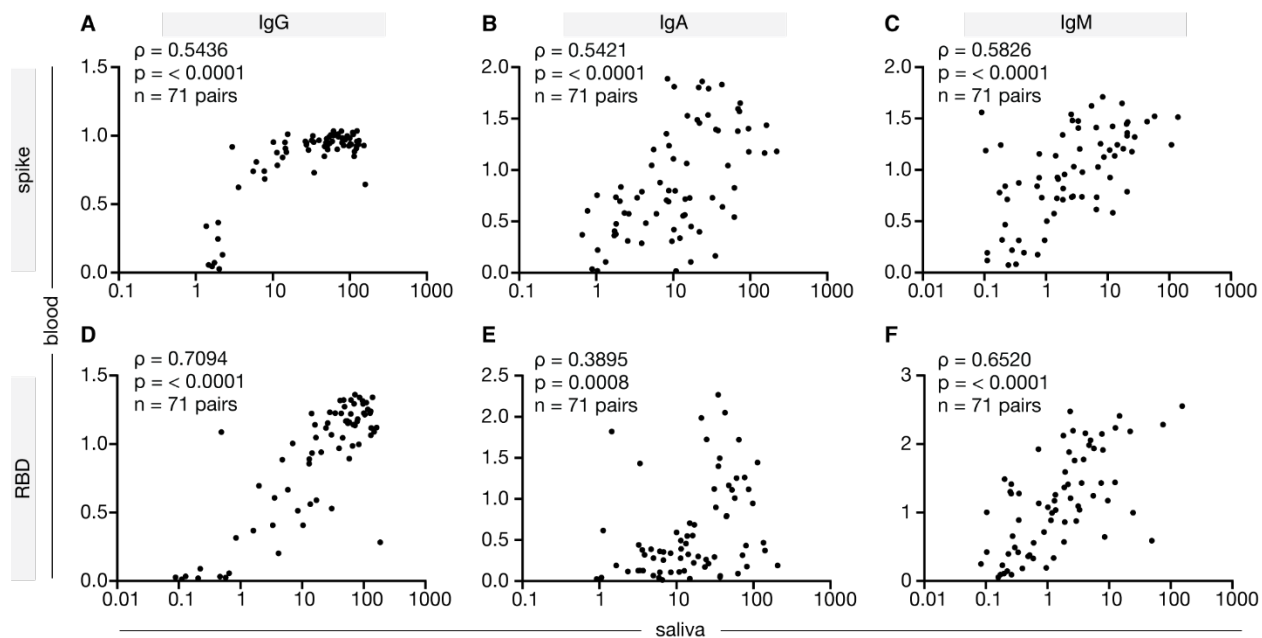 A
IgG
ρ = 0.5436
p = < 0.0001
n = 71 pairs
1.5
1.0
0.5
0.0
0.1 1 10 100 1000
B
IgA
ρ = 0.5421
p = < 0.0001
n = 71 pairs
2.0
1.5
1.0
0.5
0.0
0.1 1 10 100 1000
C
IgM
ρ = 0.5826
p = < 0.0001
n = 71 pairs
2.0
1.5
1.0
0.5
0.0
0.01 0.1 1 10 100 1000
spike
blood
D
ρ = 0.7094
p = < 0.0001
n = 71 pairs
1.5
1.0
0.5
0.0
0.01 0.1 1 10 100 1000
E
ρ = 0.3895
p = 0.0008
n = 71 pairs
2.5
2.0
1.5
1.0
0.5
0.0
0.1 1 10 100 1000
F
ρ = 0.6520
p = < 0.0001
n = 71 pairs
3
2
1
0
0.01 0.1 1 10 100 1000
RBD
saliva